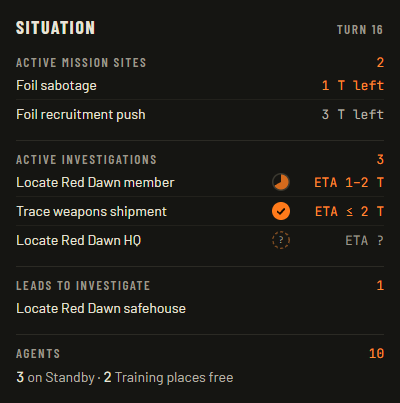 SITUATION TURN 16
ACTIVE MISSION SITES 2
Foil sabotage 1 T left
Foil recruitment push 3 T left
ACTIVE INVESTIGATIONS 3
Locate Red Dawn member ETA 1–2 T
Trace weapons shipment ETA ≤ 2 T
Locate Red Dawn HQ ? ETA ?
LEADS TO INVESTIGATE 1
Locate Red Dawn safehouse
AGENTS 10
3 on Standby · 2 Training places free